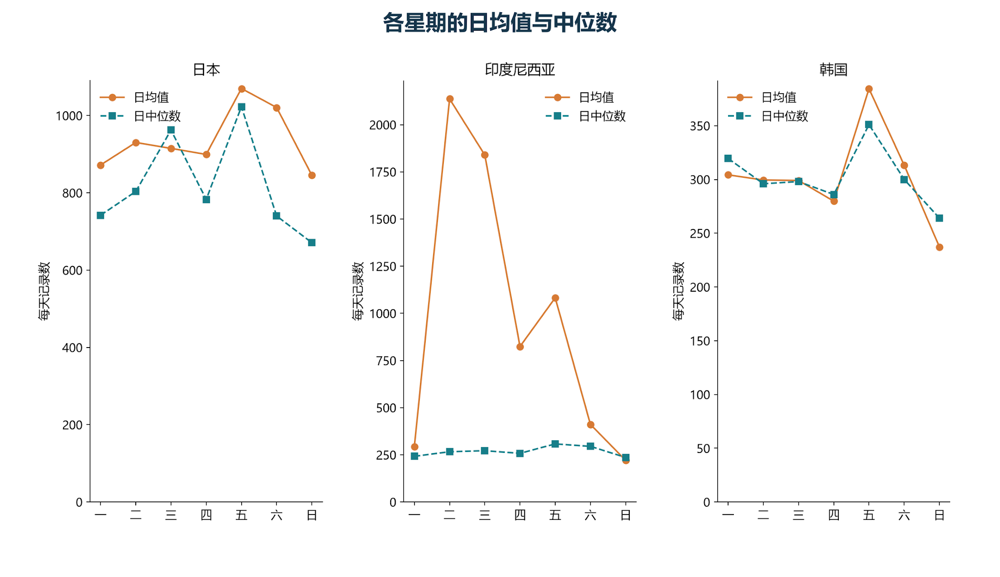 各星期的日均值与中位数
日本
日均值
日中位数
每天记录数
1000
800
600
400
200
0
一 二 三 四 五 六 日
印度尼西亚
日均值
日中位数
每天记录数
2000
1750
1500
1250
1000
750
500
250
0
一 二 三 四 五 六 日
韩国
日均值
日中位数
每天记录数
350
300
250
200
150
100
50
0
一 二 三 四 五 六 日